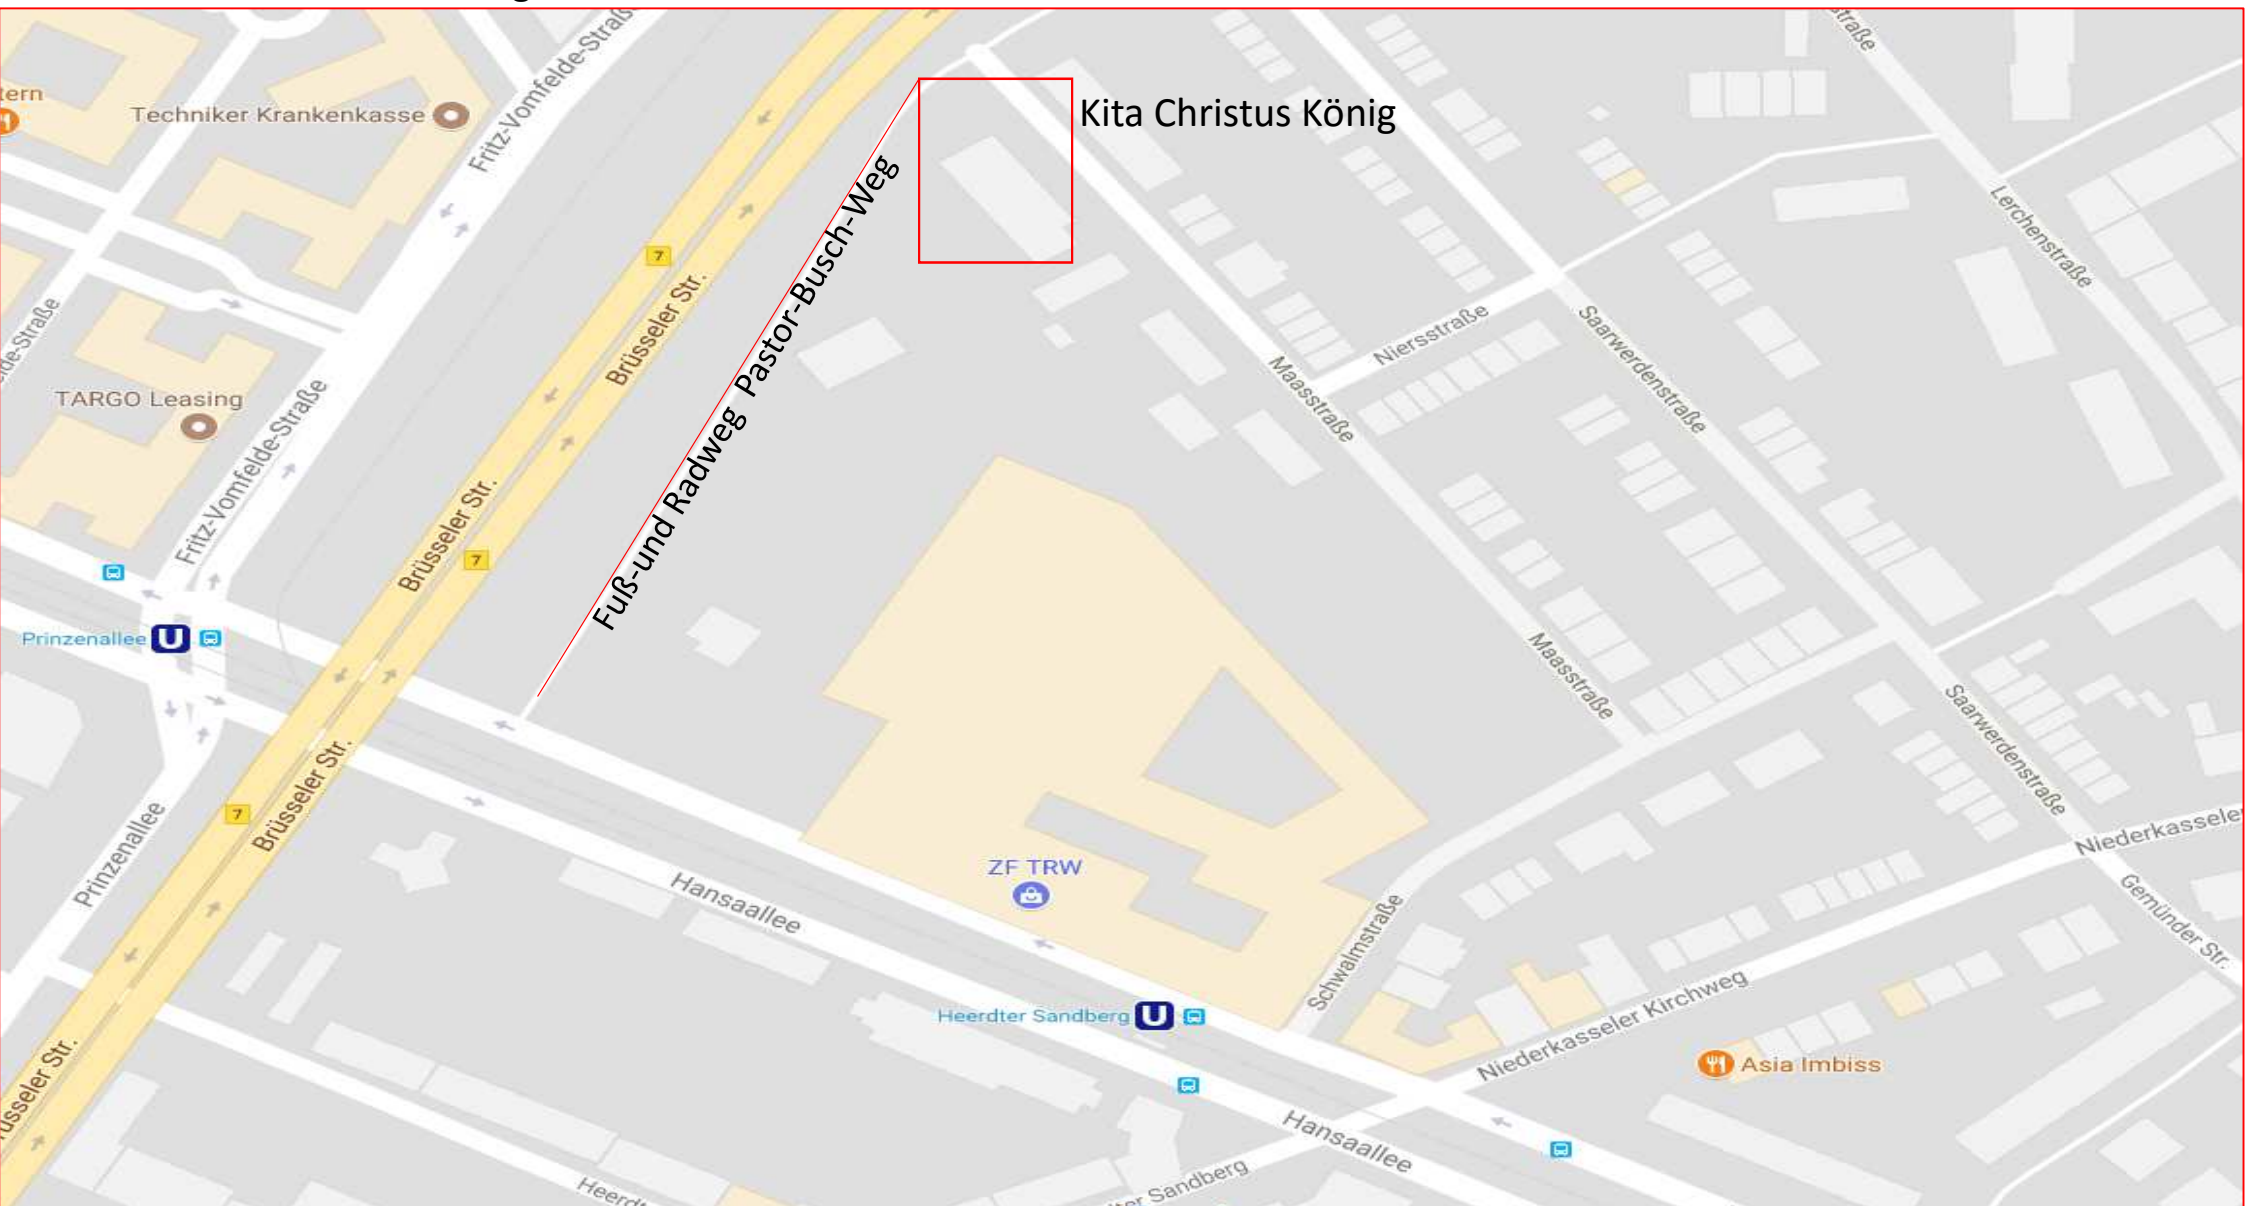 Fritz-Vomfelde-Straße
Techniker Krankenkasse
Kita Christus König
Lerchenstraße
7
Brüsseler Str.
Fuß-und Radweg Pastor-Busch-Weg
Niersstraße
Saarwerdenstraße
Maasstraße
TARGO Leasing
Fritz-Vomfelde-Straße
Brüsseler Str.
7
Prinzenallee
U
Maasstraße
Saarwerdenstraße
7
Brüsseler Str.
Prinzenallee
Niederkasseler
ZF TRW
Hansaallee
Schwalmstraße
Gemünder Str.
Niederkasseler Kirchweg
Heerdter Sandberg
U
Asia Imbiss
Hansaallee